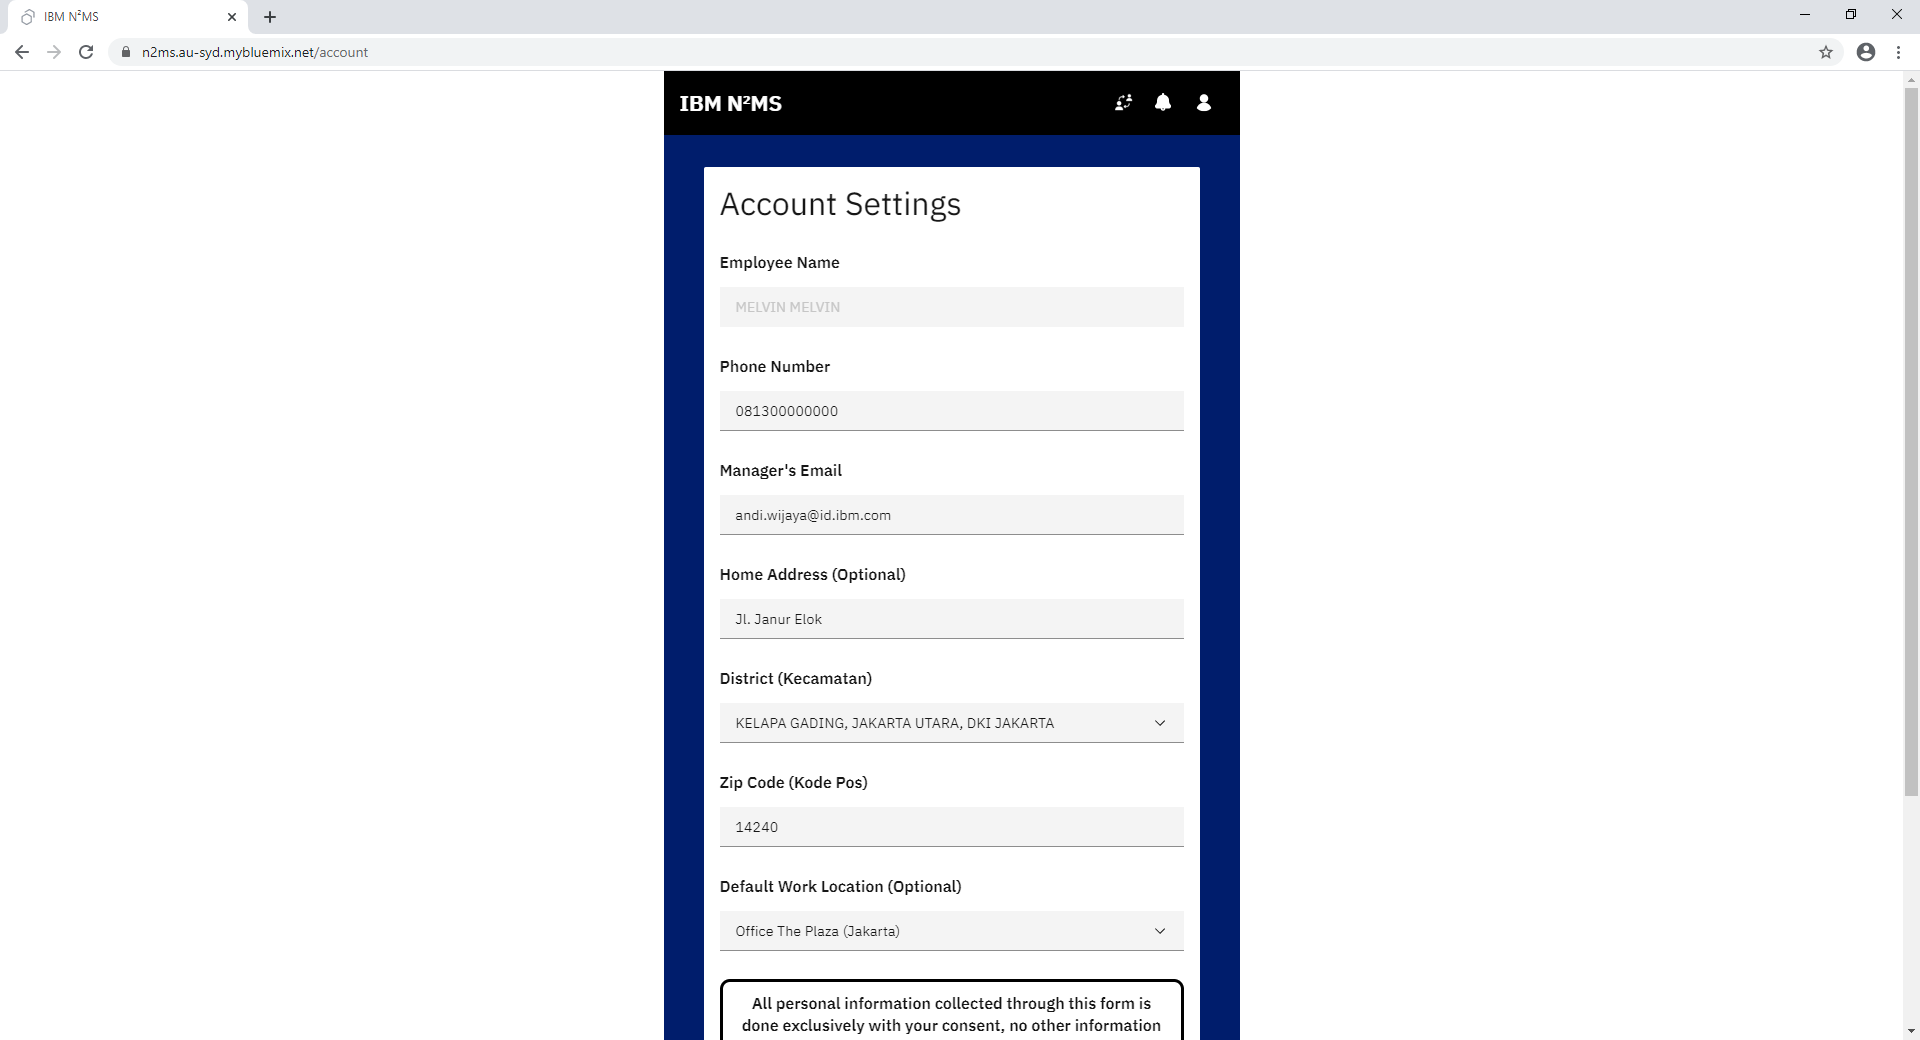 IBM N²MS
n2ms.au-syd.mybluemix.net/account
IBM N²MS
Account Settings
Employee Name
MELVIN MELVIN
Phone Number
081300000000
Manager's Email
andi.wijaya@id.ibm.com
Home Address (Optional)
Jl. Janur Elok
District (Kecamatan)
KELAPA GADING, JAKARTA UTARA, DKI JAKARTA
Zip Code (Kode Pos)
14240
Default Work Location (Optional)
Office The Plaza (Jakarta)
All personal information collected through this form is
done exclusively with your consent, no other information